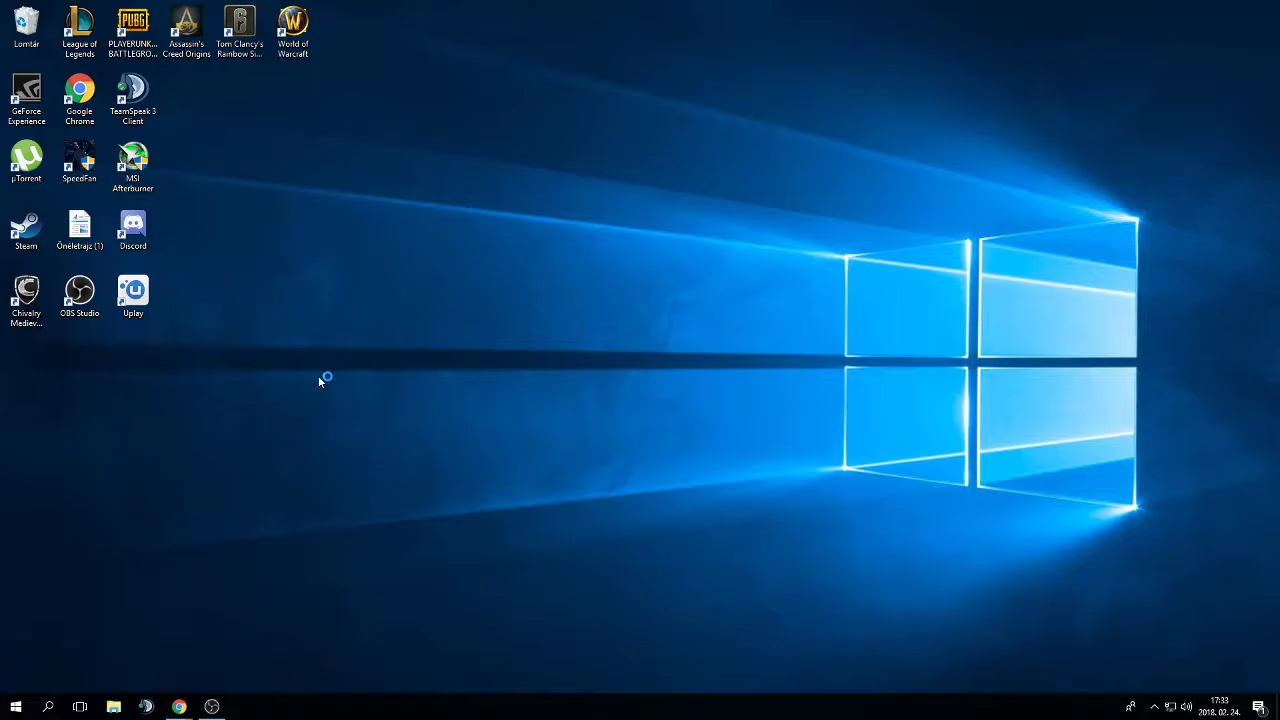 Lomtár
League of
Legends
PUBG
PLAYERUNK...
BATTLEGRO...
Assassin's
Creed Origins
Tom Clancy's
Rainbow Si...
World of
Warcraft
GeForce
Experience
Google
Chrome
TeamSpeak 3
Client
µTorrent
SpeedFan
MSI
Afterburner
Steam
Önéletrajz (1)
Discord
Chivalry
Mediev...
OBS Studio
Uplay
17:33
2018. 02. 24.
1